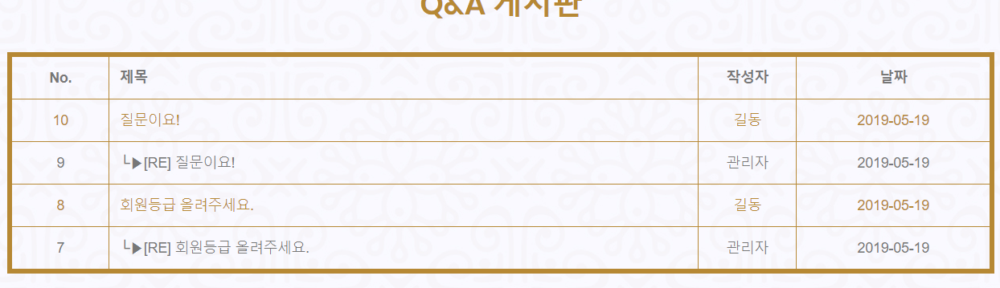 Q&A 게시판
No. 제목 작성자 날짜
10 질문이요! 길동 2019-05-19
9 └▶[RE] 질문이요! 관리자 2019-05-19
8 회원등급 올려주세요. 길동 2019-05-19
7 └▶[RE] 회원등급 올려주세요. 관리자 2019-05-19